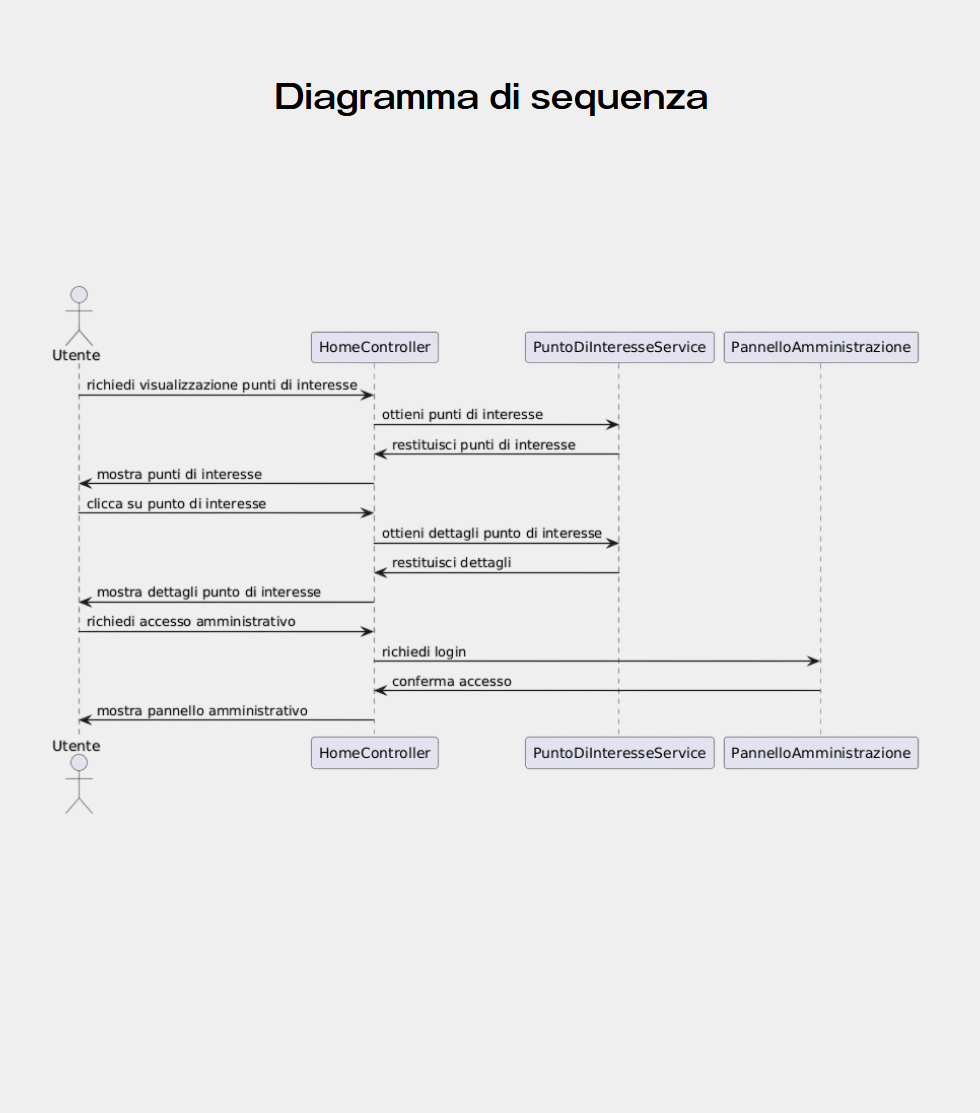 Diagramma di sequenza
Utente
HomeController
PuntoDiInteresseService
PannelloAmministrazione
richiedi visualizzazione punti di interesse
ottieni punti di interesse
restituisci punti di interesse
mostra punti di interesse
clicca su punto di interesse
ottieni dettagli punto di interesse
restituisci dettagli
mostra dettagli punto di interesse
richiedi accesso amministrativo
richiedi login
conferma accesso
mostra pannello amministrativo
Utente
HomeController
PuntoDiInteresseService
PannelloAmministrazione